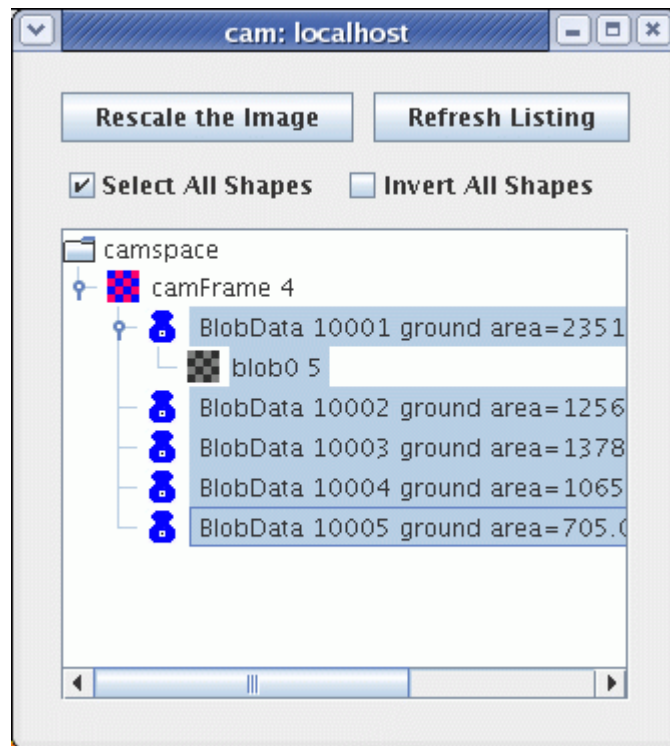 cam: localhost
Rescale the Image Refresh Listing
Select All Shapes Invert All Shapes
camspace
camFrame 4
BlobData 10001 ground area=2351
blob0 5
BlobData 10002 ground area=1256
BlobData 10003 ground area=1378
BlobData 10004 ground area=1065
BlobData 10005 ground area=705.0